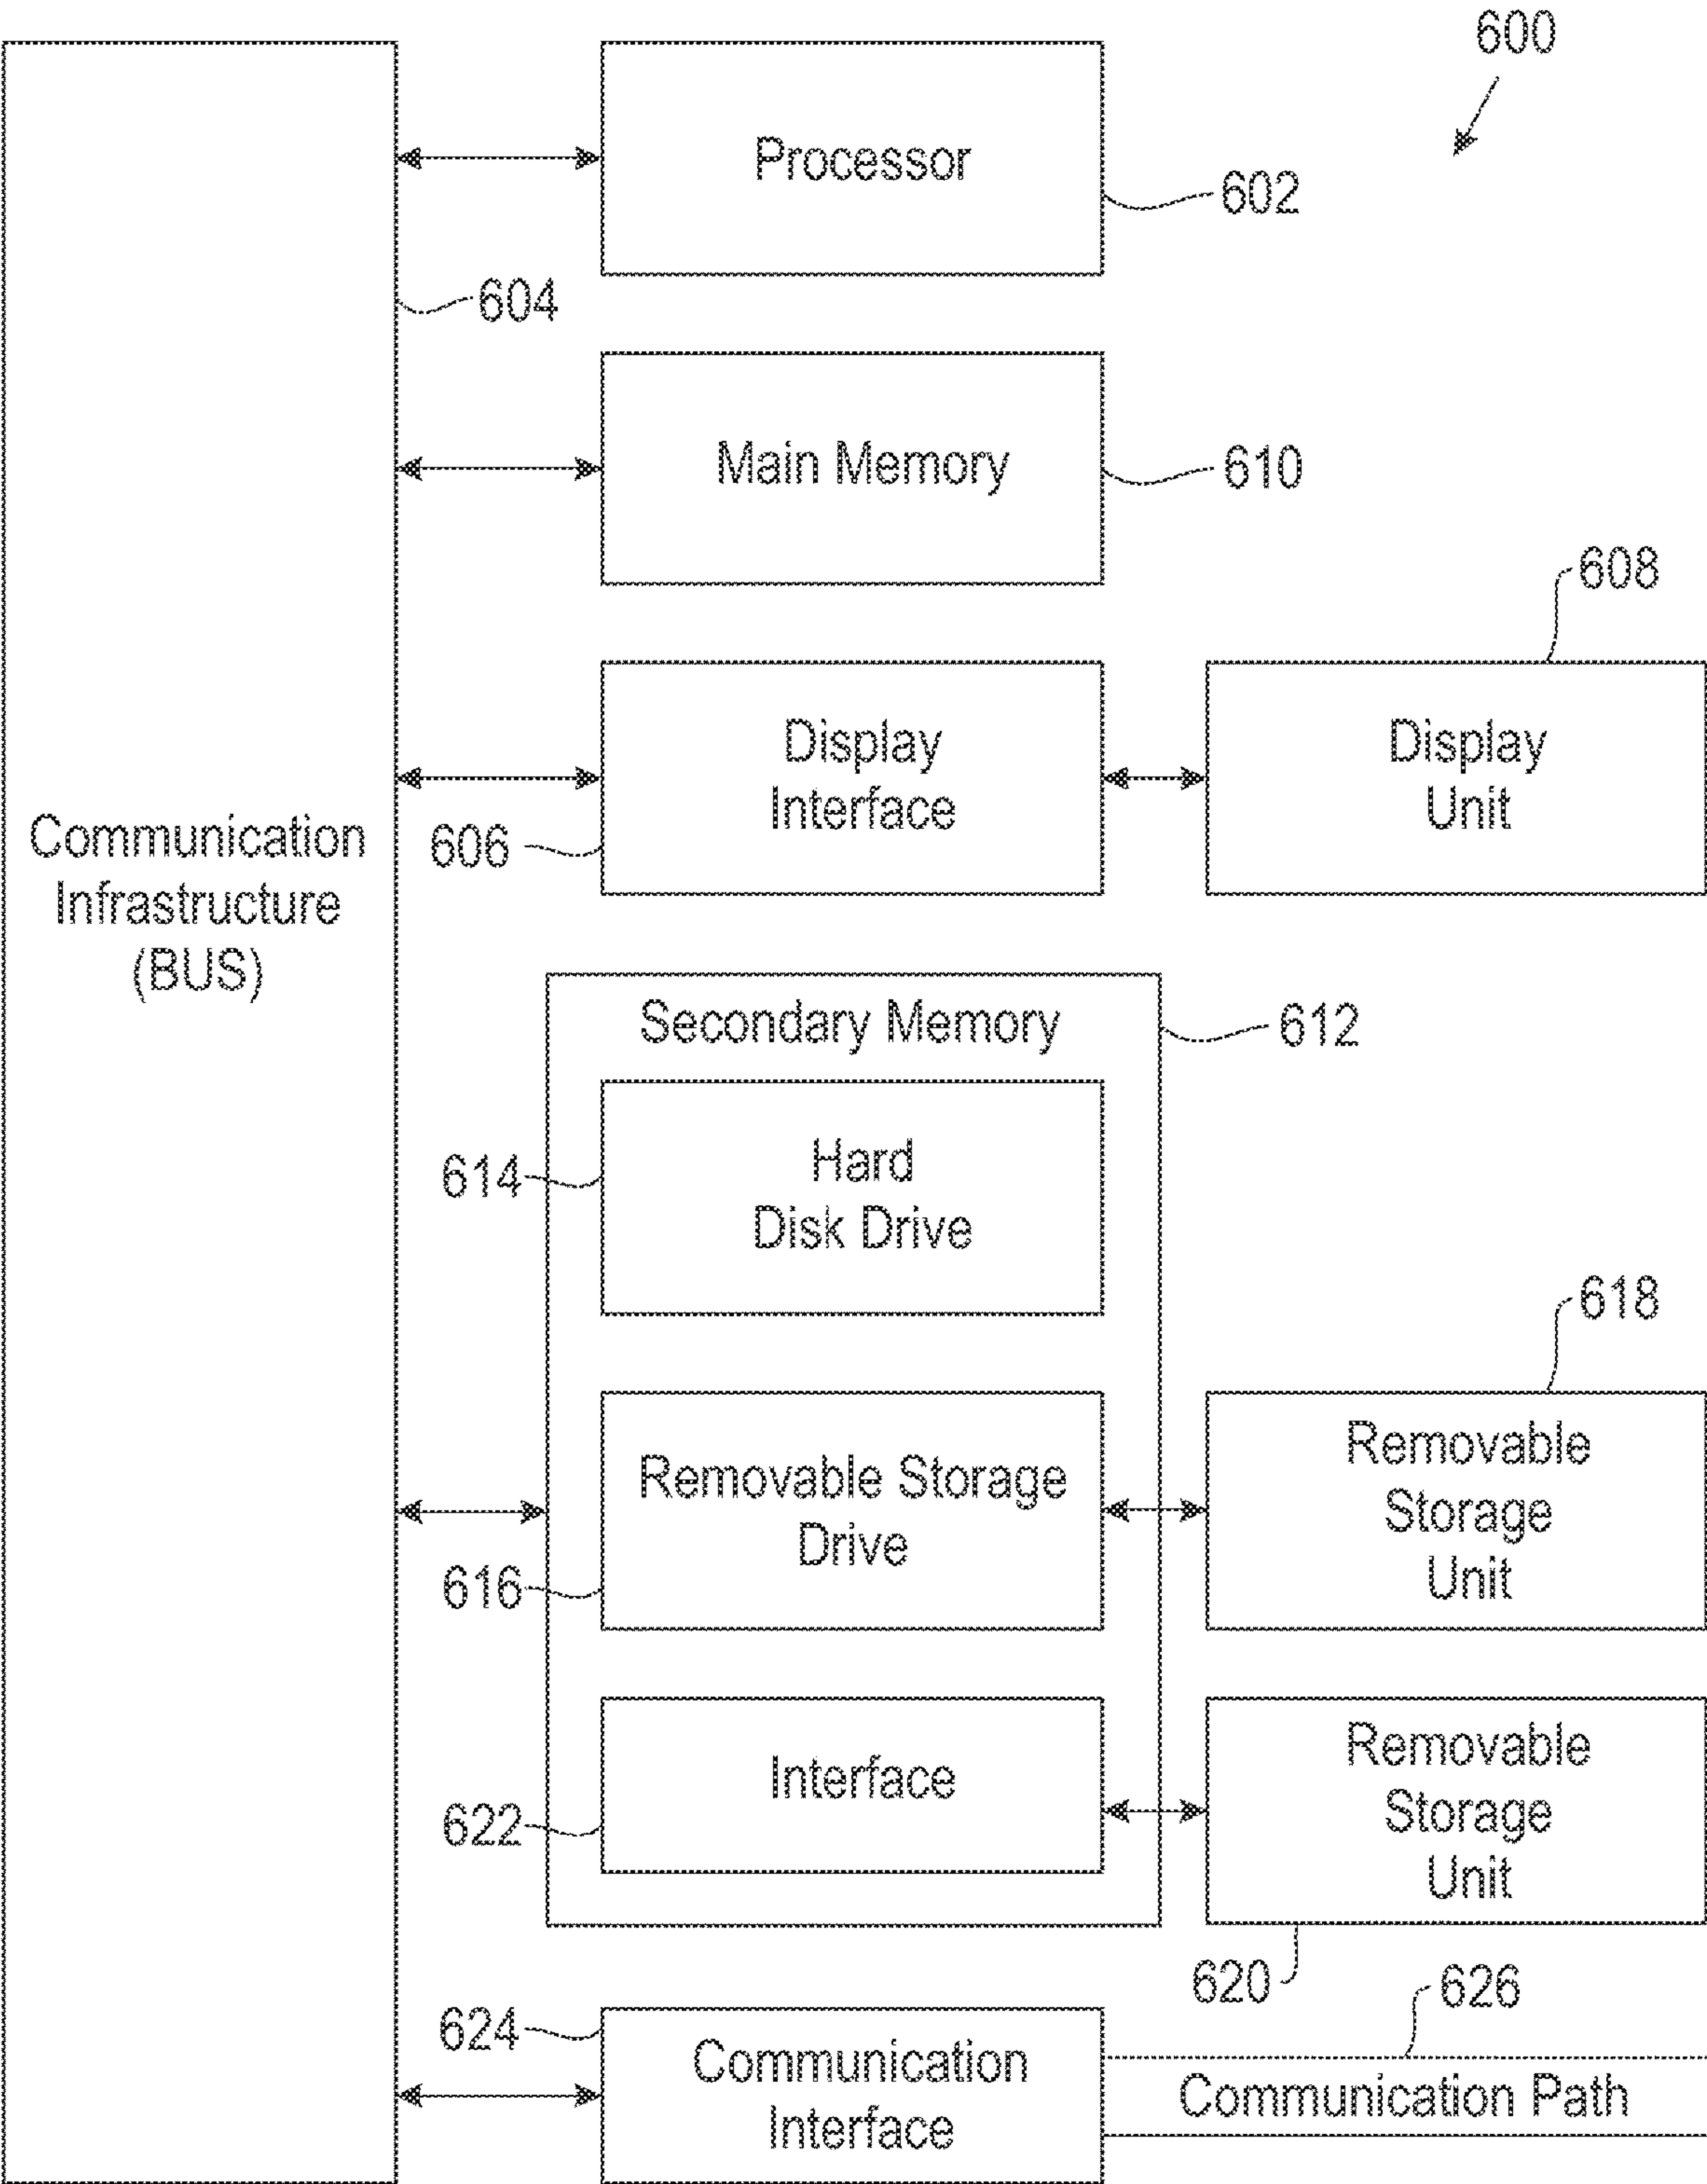 600
Processor
602
604
Main Memory
610
608
Display
Interface
606
Display
Unit
Communication
Infrastructure
(BUS)
Secondary Memory
612
614
Hard
Disk Drive
618
Removable Storage
Drive
616
Removable
Storage
Unit
Interface
622
Removable
Storage
Unit
620
626
624
Communication
Interface
Communication Path